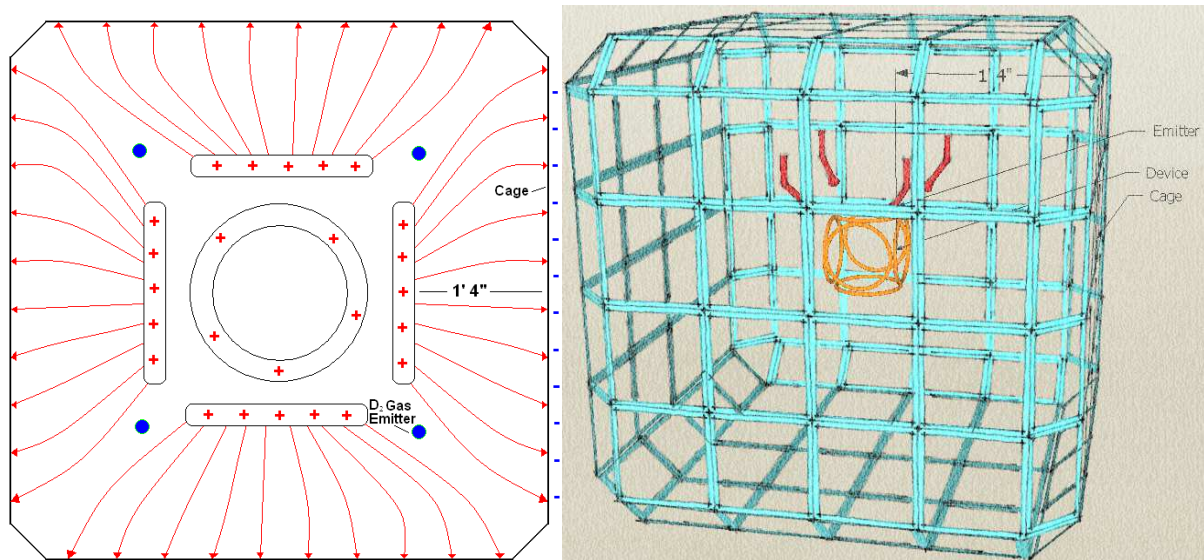 Cage
1' 4"
D₂ Gas
Emitter
1' 4"
Emitter
Device
Cage